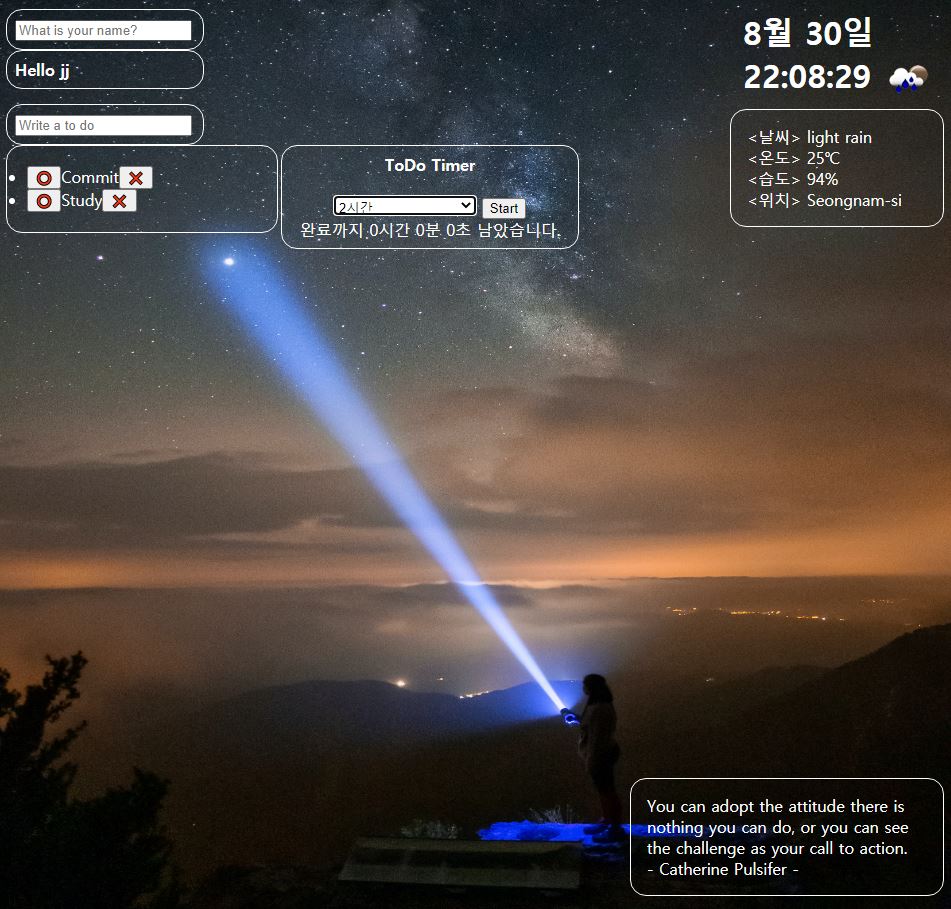 What is your name?
Hello jj
Write a to do
Commit
Study
ToDo Timer
2시간
Start
완료까지 0시간 0분 0초 남았습니다.
8월 30일
22:08:29
<날씨> light rain
<온도> 25℃
<습도> 94%
<위치> Seongnam-si
You can adopt the attitude there is
nothing you can do, or you can see
the challenge as your call to action.
- Catherine Pulsifer -